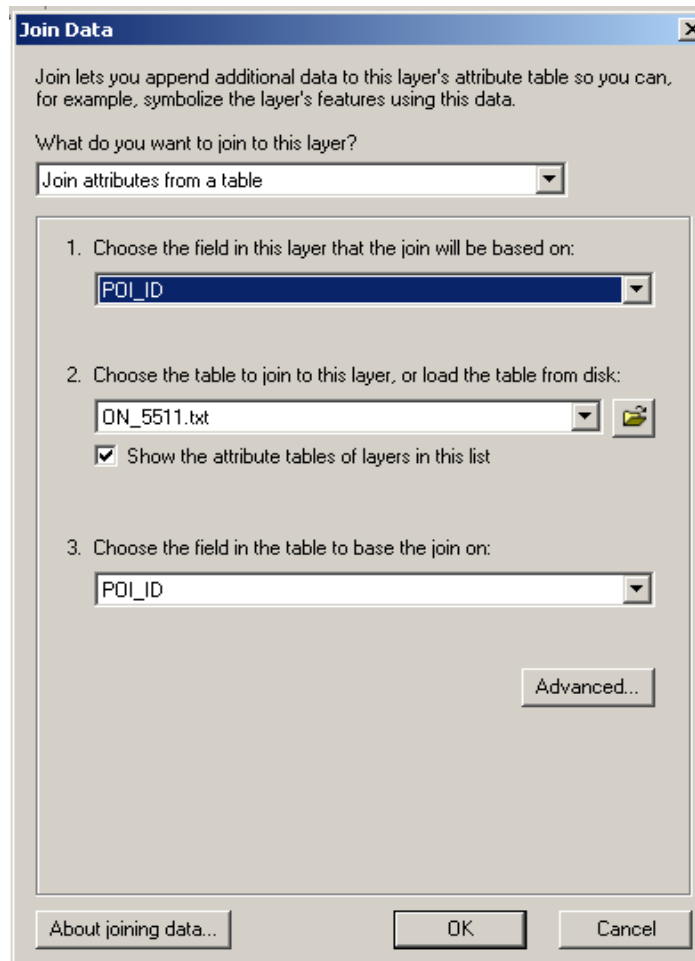 Join Data
Join lets you append additional data to this layer's attribute table so you can,
for example, symbolize the layer's features using this data.
What do you want to join to this layer?
Join attributes from a table
1. Choose the field in this layer that the join will be based on:
POI_ID
2. Choose the table to join to this layer, or load the table from disk:
ON_5511.txt
Show the attribute tables of layers in this list
3. Choose the field in the table to base the join on:
POI_ID
Advanced...
About joining data...
OK
Cancel